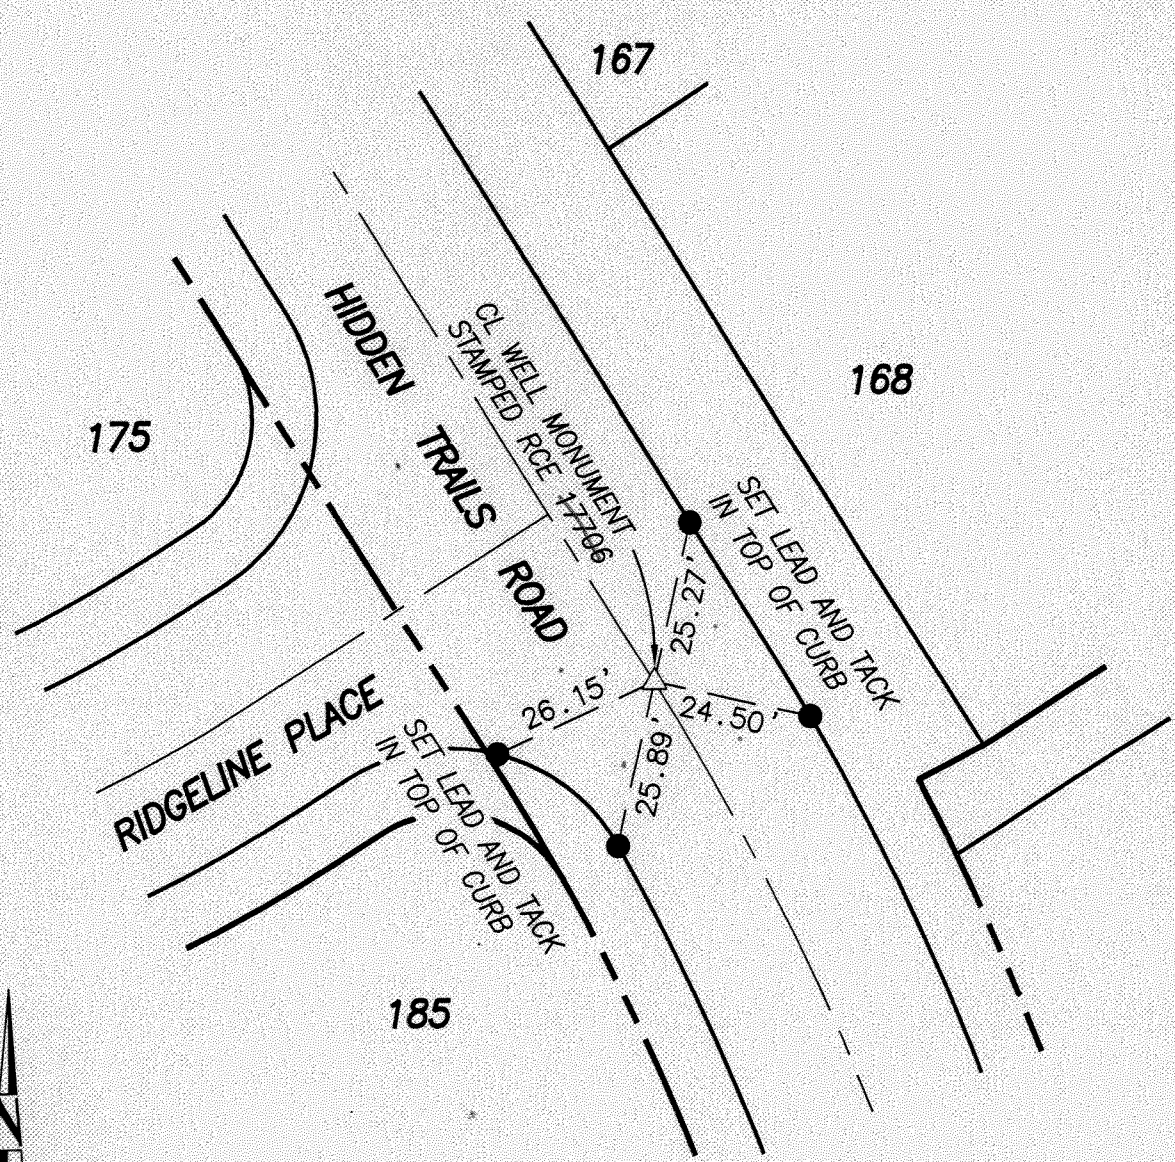 167
168
175
HIDDEN TRAILS ROAD
CL WELL MONUMENT
STAMPED RCE 17706
SET LEAD AND TACK
IN TOP OF CURB
25.27'
26.15'
24.50'
25.89'
RIDGELINE PLACE
SET LEAD AND TACK
IN TOP OF CURB
185
N